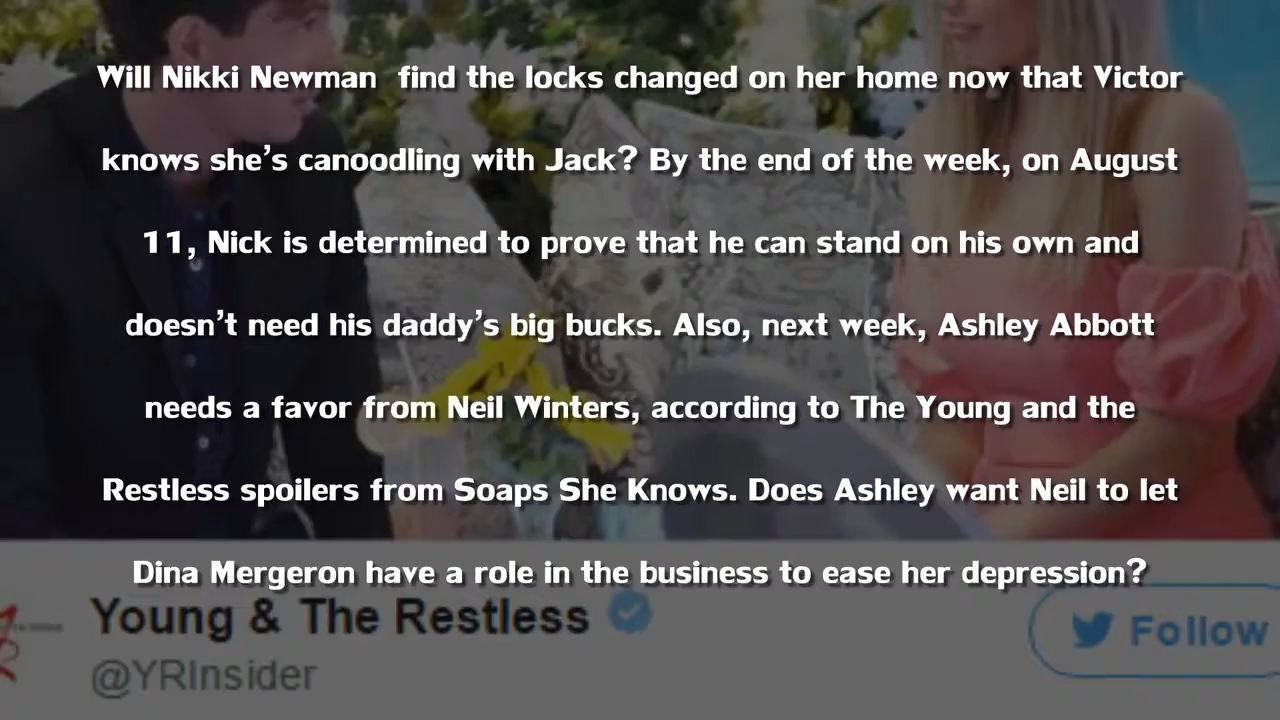 Will Nikki Newman  find the locks changed on her home now that Victor
knows she’s canoodling with Jack? By the end of the week, on August
11, Nick is determined to prove that he can stand on his own and
doesn’t need his daddy’s big bucks. Also, next week, Ashley Abbott
needs a favor from Neil Winters, according to The Young and the
Restless spoilers from Soaps She Knows. Does Ashley want Neil to let
Dina Mergeron have a role in the business to ease her depression?
Young & The Restless
Follow
@YRInsider